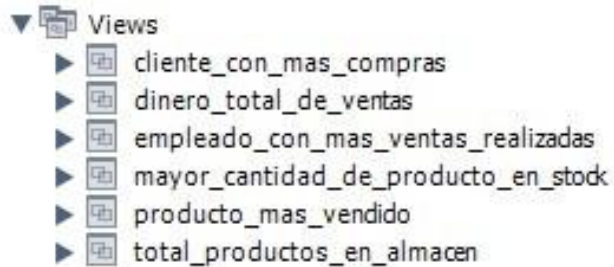 Views
cliente_con_mas_compras
dinero_total_de_ventas
empleado_con_mas_ventas_realizadas
mayor_cantidad_de_producto_en_stock
producto_mas_vendido
total_productos_en_almacen